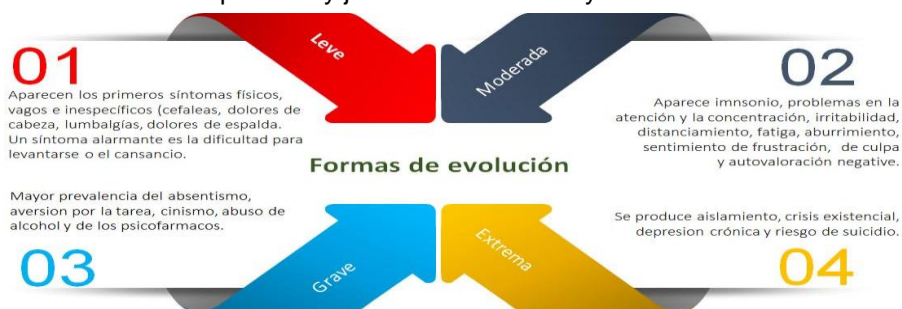 01
Leve
Aparecen los primeros síntomas físicos,
vagos e inespecíficos (cefaleas, dolores de
cabeza, lumbalgías, dolores de espalda.
Un síntoma alarmante es la dificultad para
levantarse o el cansancio.
Moderada
02
Aparece imnsonio, problemas en la
atención y la concentración, irritabilidad,
distanciamiento, fatiga, aburrimiento,
sentimiento de frustración, de culpa
y autovaloración negative.
Formas de evolución
Mayor prevalencia del absentismo,
aversion por la tarea, cinismo, abuso de
alcohol y de los psicofarmacos.
03
Grave
Extrema
Se produce aislamiento, crisis existencial,
depresion crónica y riesgo de suicidio.
04